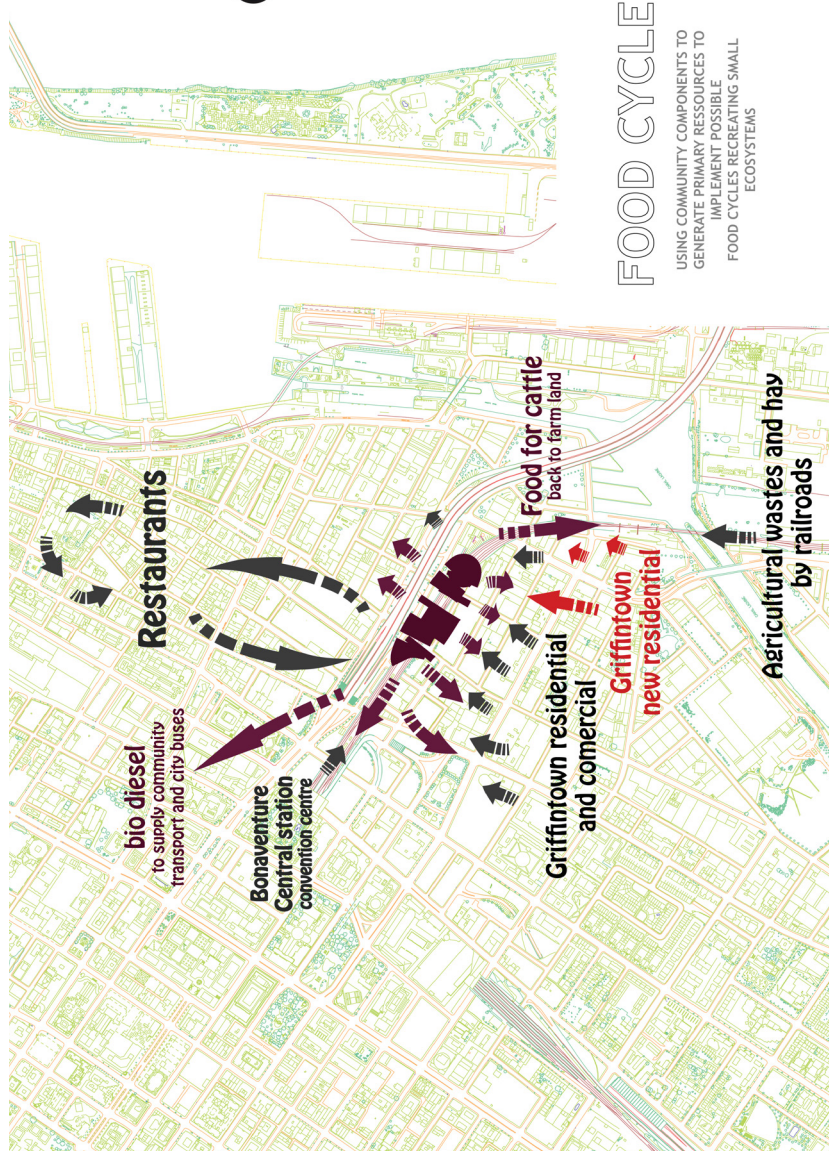 FOOD CYCLE
USING COMMUNITY COMPONENTS TO
GENERATE PRIMARY RESSOURCES TO
IMPLEMENT POSSIBLE
FOOD CYCLES RECREATING SMALL
ECOSYSTEMS
Restaurants
bio diesel
to supply community
transport and city buses
Bonaventure
Central station
convention centre
Food for cattle
back to farm land
Griffintown residential
and comercial
Griffintown
new residential
Agricultural wastes and hay
by railroads